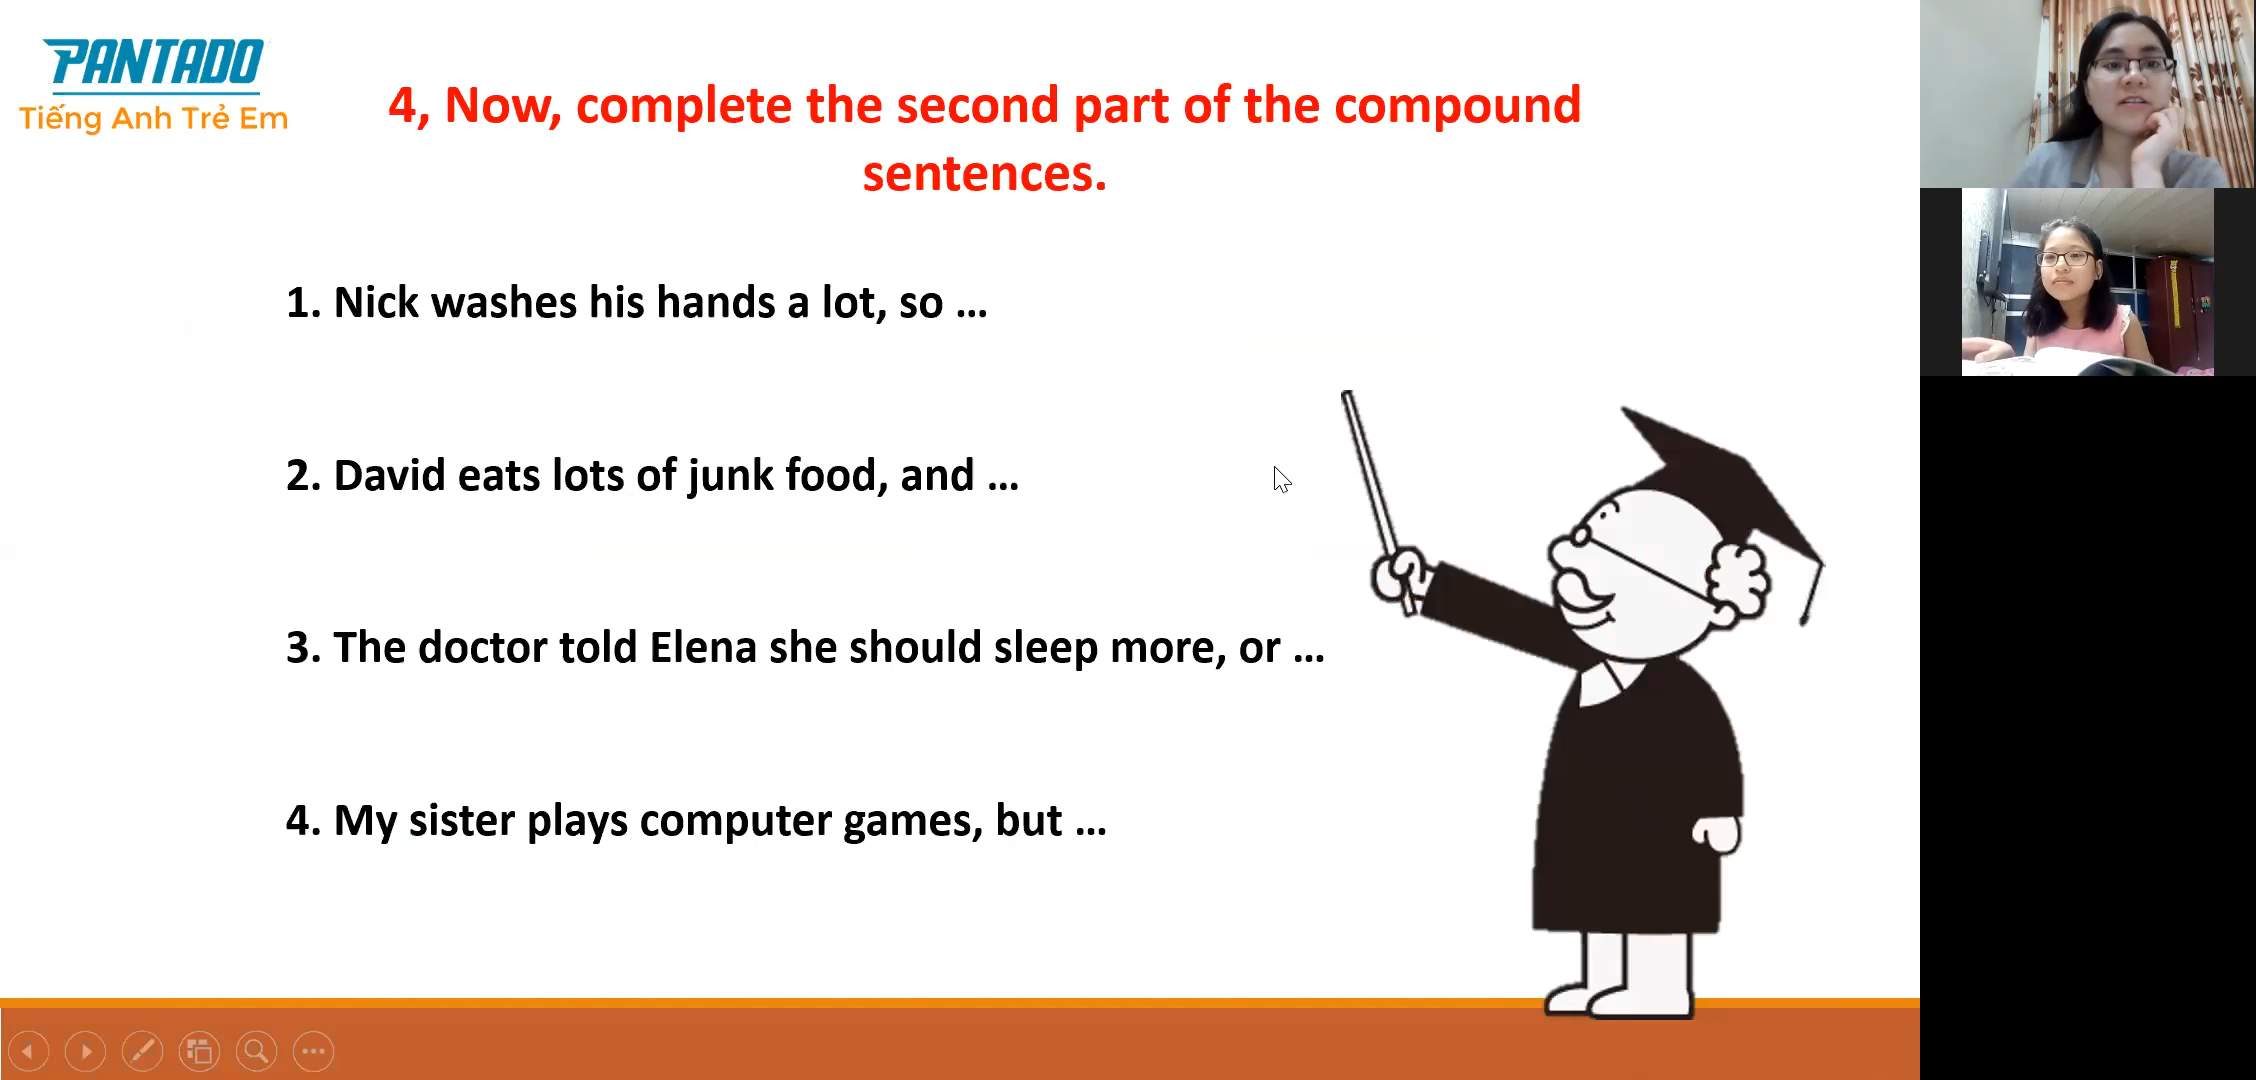 PANTADO
Tiếng Anh Trẻ Em
4, Now, complete the second part of the compound
sentences.
1. Nick washes his hands a lot, so ...
2. David eats lots of junk food, and ...
3. The doctor told Elena she should sleep more, or ...
4. My sister plays computer games, but ...